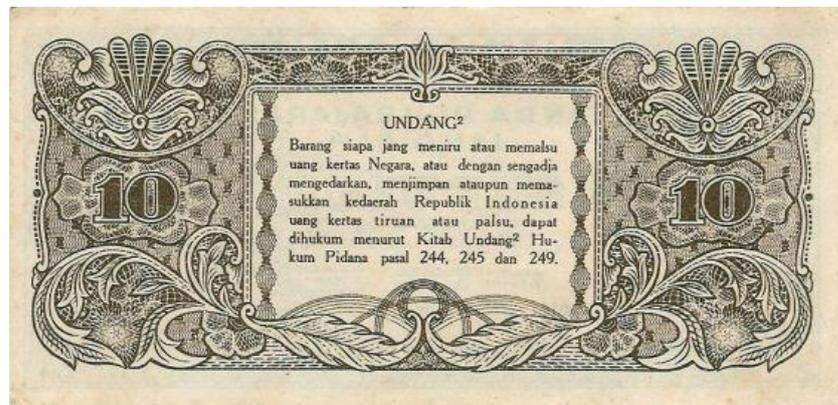 UNDANG²
Barang siapa jang meniru atau memalsu
uang kertas Negara, atau dengan sengadja
mengedarkan, menjimpan ataupun mema-
sukkan kedaerah Republik Indonesia
uang kertas tiruan atau palsu, dapat
dihukum menurut Kitab Undang² Hu-
kum Pidana pasal 244, 245 dan 249.
10 10